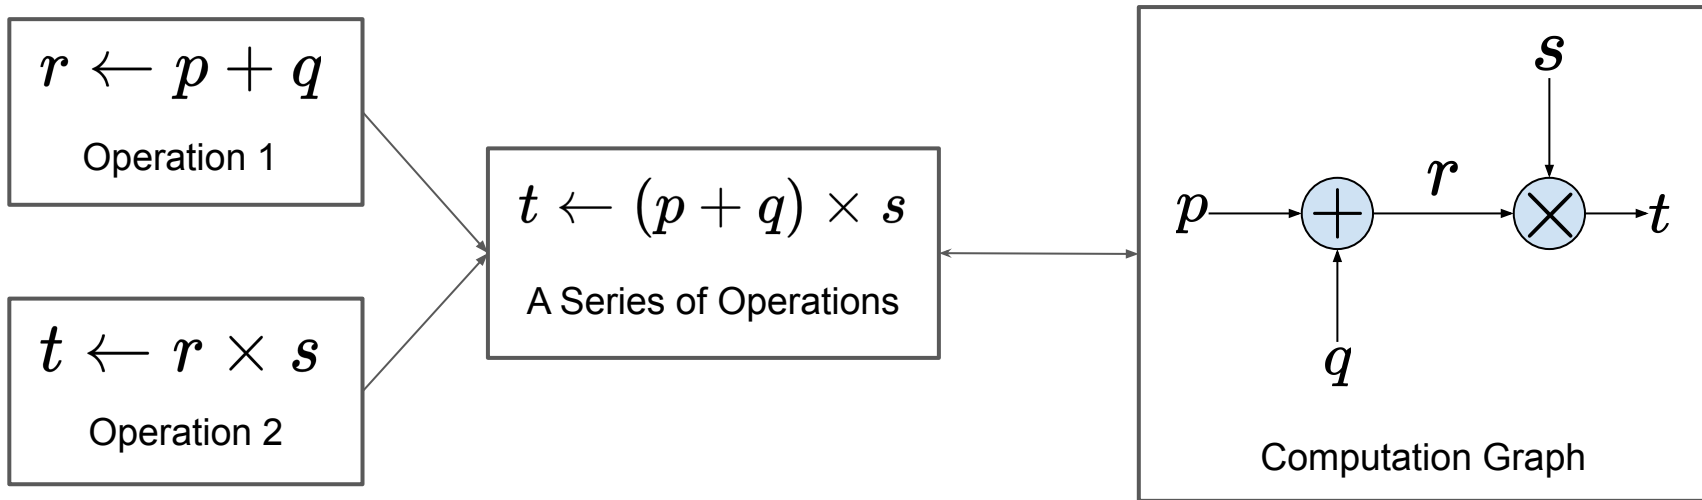 r ← p + q
Operation 1
t ← r × s
Operation 2
t ← (p + q) × s
A Series of Operations
s
r
p
+
×
t
q
Computation Graph